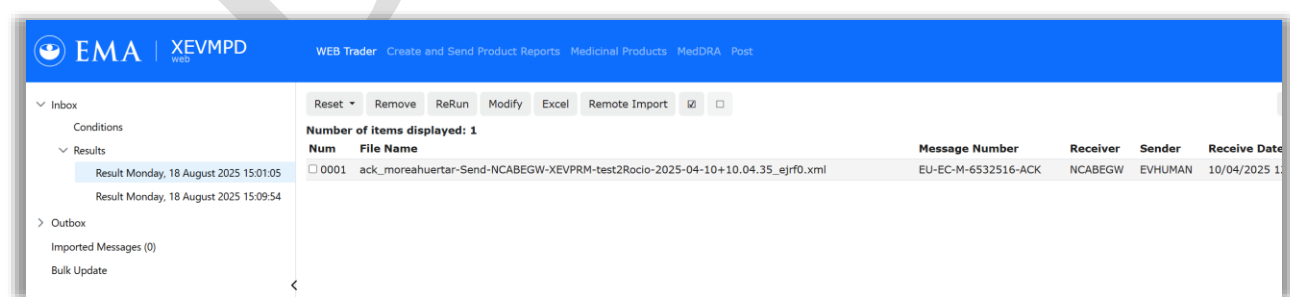 EMA XEVMPD
web
WEB Trader Create and Send Product Reports Medicinal Products MedDRA Post
Inbox
Conditions
Results
Result Monday, 18 August 2025 15:01:05
Result Monday, 18 August 2025 15:09:54
Outbox
Imported Messages (0)
Bulk Update
Reset Remove ReRun Modify Excel Remote Import
Number of items displayed: 1
Num File Name Message Number Receiver Sender Receive Date
0001 ack_moreahuertar-Send-NCABEGW-XEVPRM-test2Rocio-2025-04-10+10.04.35_ejrf0.xml EU-EC-M-6532516-ACK NCABEGW EVHUMAN 10/04/2025